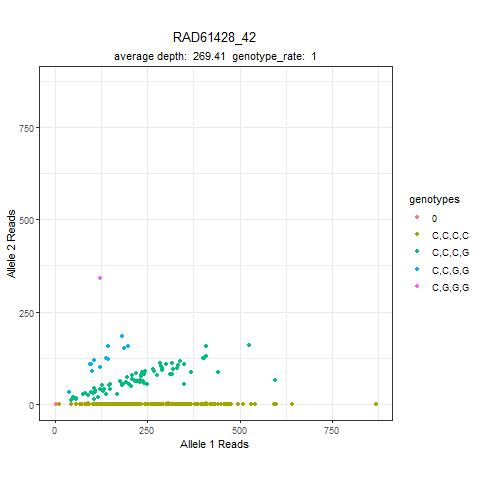 RAD61428_42
average depth: 269.41 genotype_rate: 1
750
500
250
0
Allele 2 Reads
0
250
500
750
Allele 1 Reads
genotypes
0
C,C,C,C
C,C,C,G
C,C,G,G
C,G,G,G